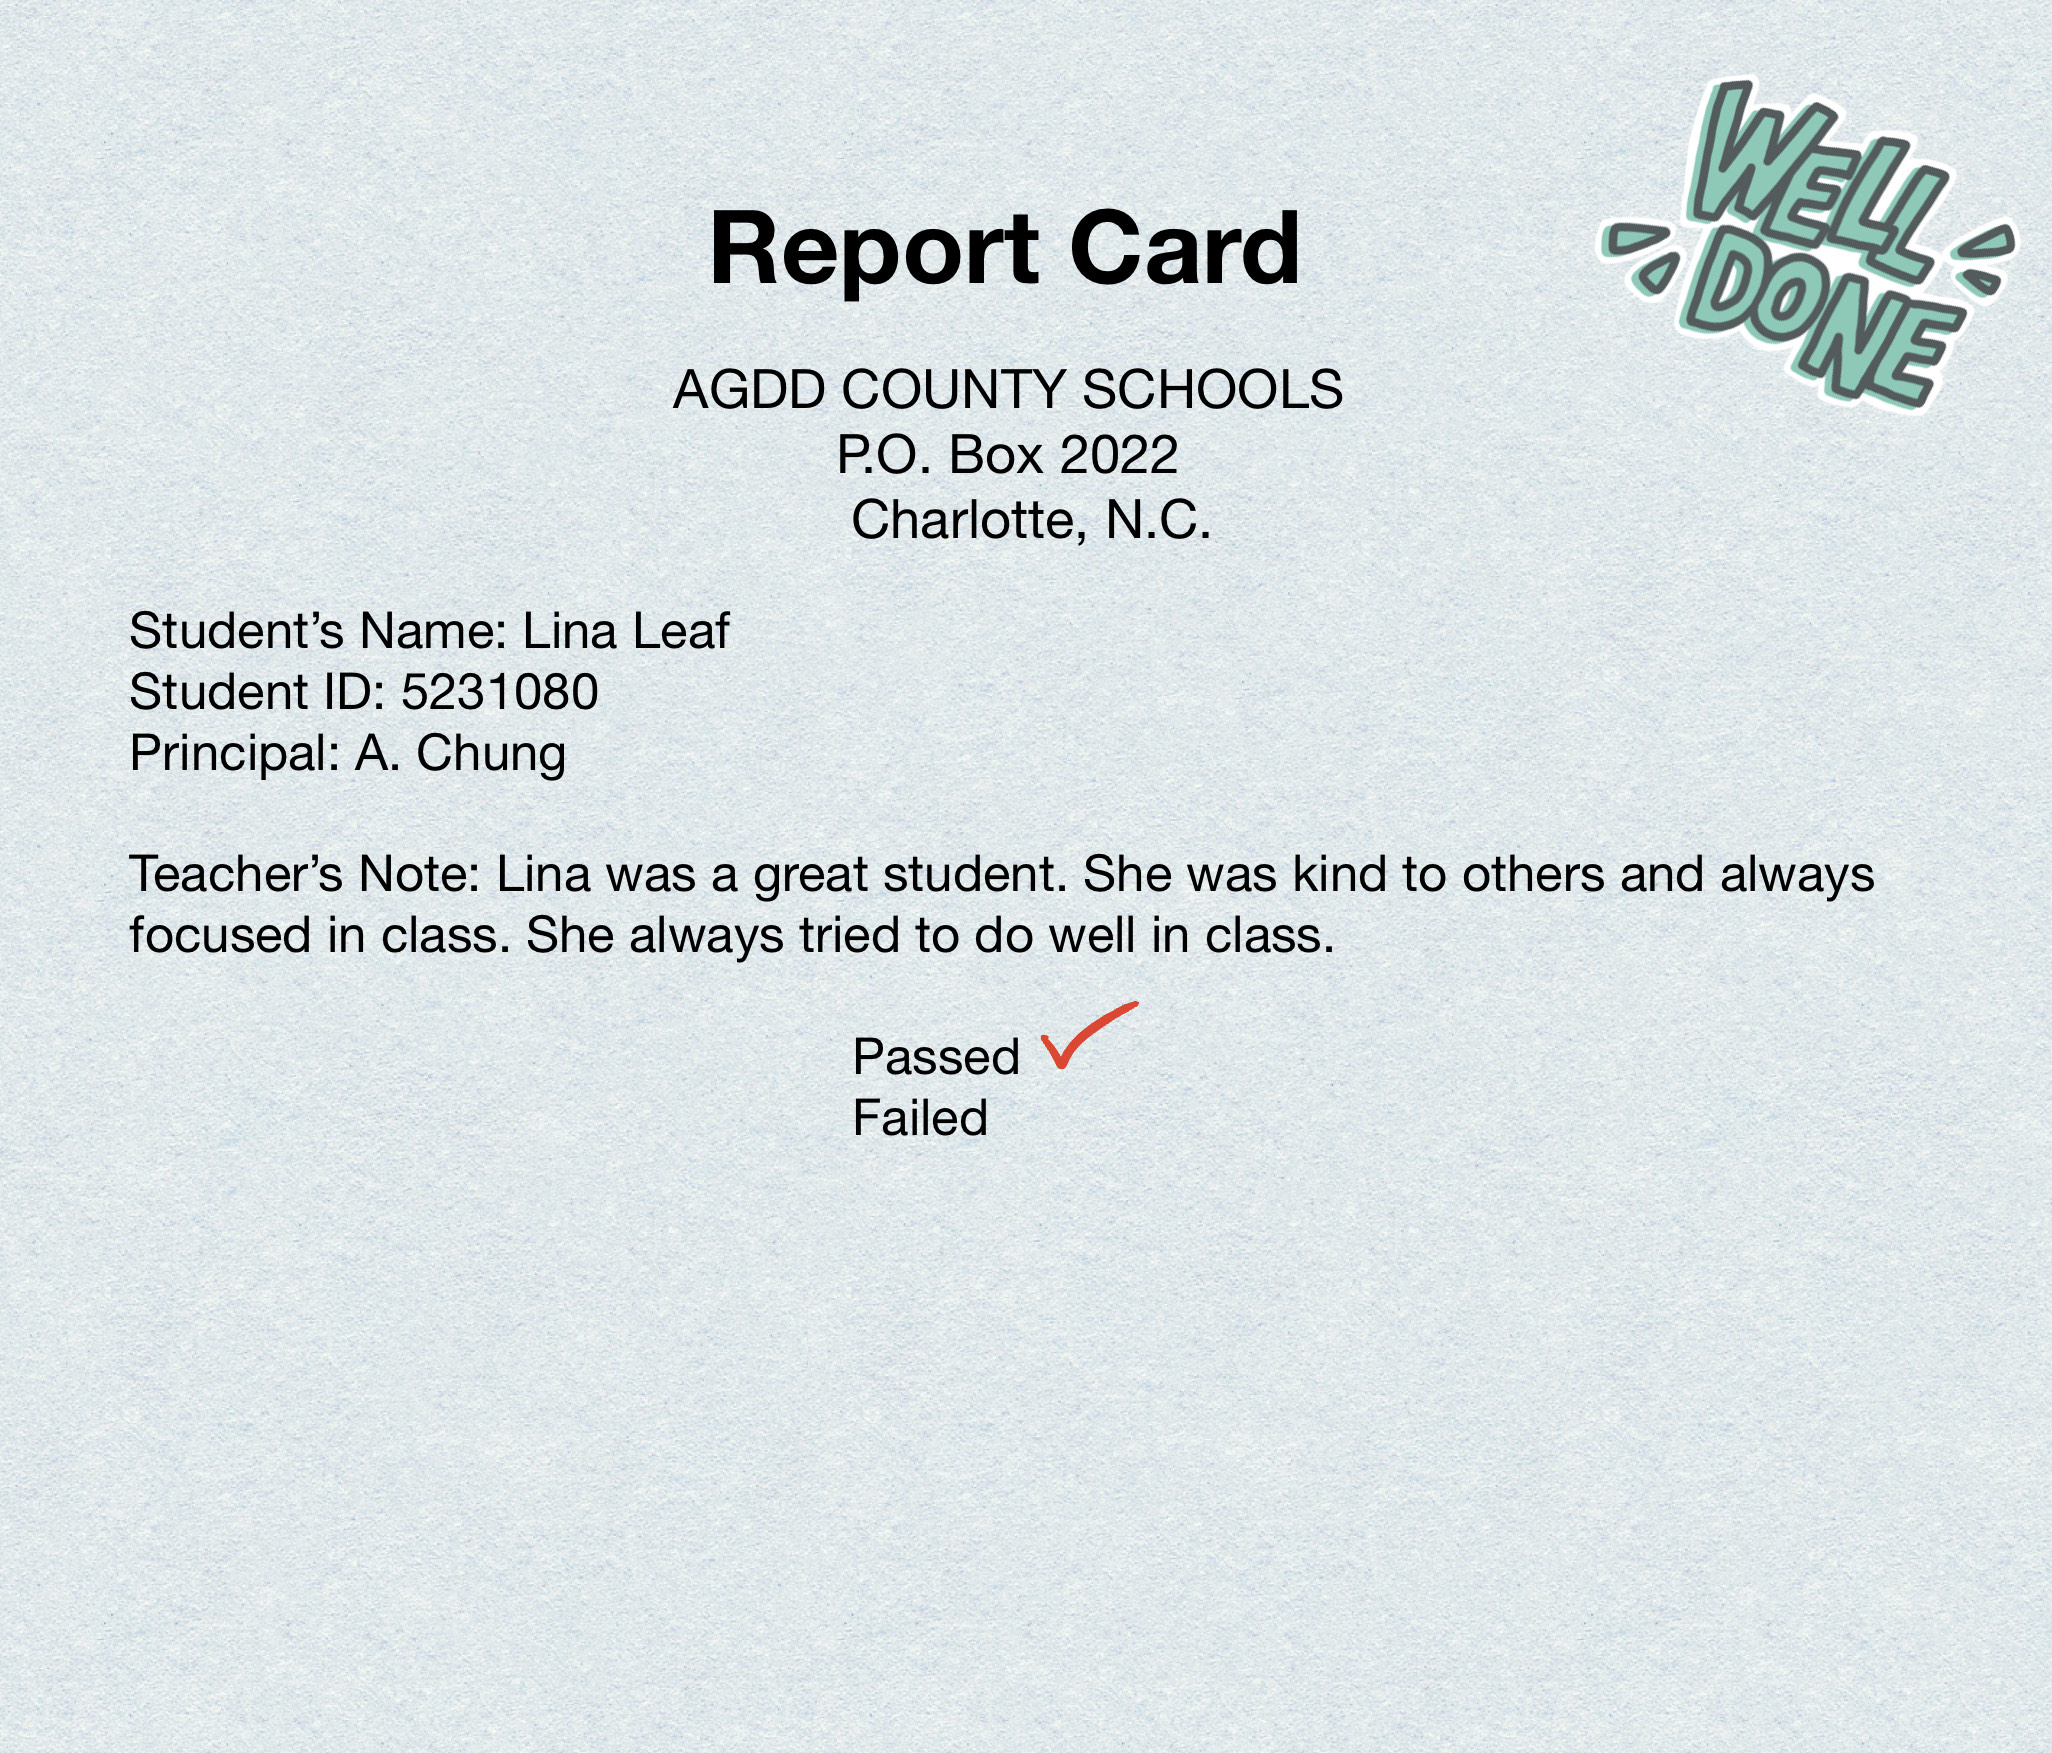 WELL
DONE
Report Card
AGDD COUNTY SCHOOLS
P.O. Box 2022
Charlotte, N.C.
Student’s Name: Lina Leaf
Student ID: 5231080
Principal: A. Chung
Teacher’s Note: Lina was a great student. She was kind to others and always
focused in class. She always tried to do well in class.
Passed
Failed